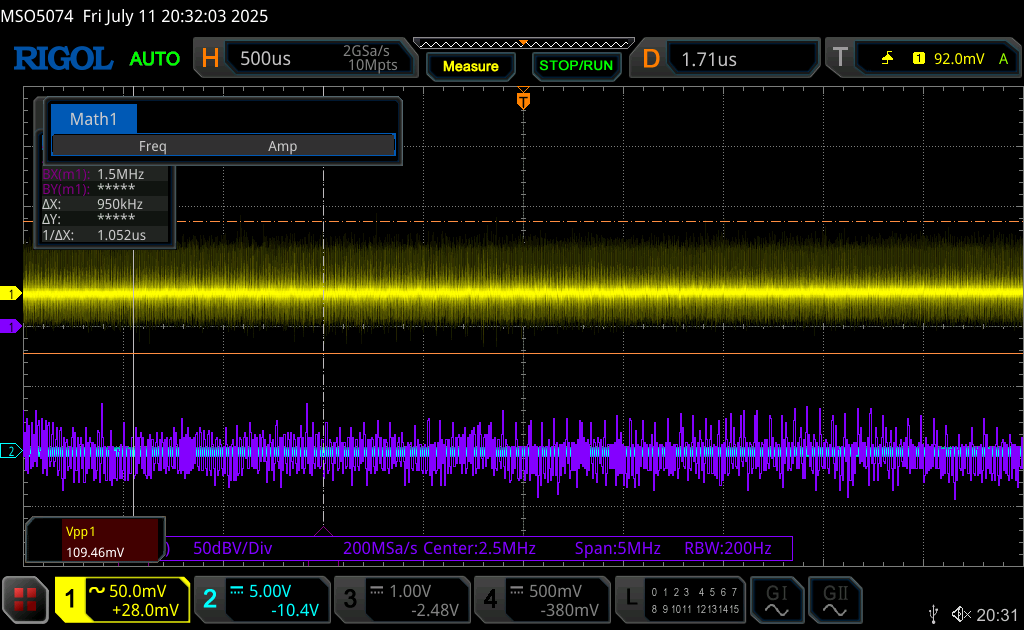 MSO5074 Fri July 11 20:32:03 2025
RIGOL AUTO H 500us 2GSa/s 10Mpts Measure STOP/RUN D 1.71us T 1 92.0mV A
T
Math1
Freq Amp
BX(m1): 1.5MHz
BY(m1): *****
ΔX: 950kHz
ΔY: *****
1/ΔX: 1.052us
1
1
2
Vpp1
109.46mV
) 50dBV/Div 200MSa/s Center:2.5MHz Span:5MHz RBW:200Hz
1 50.0mV +28.0mV
2 5.00V -10.4V
3 1.00V -2.48V
4 500mV -380mV
L 0 1 2 3 4 5 6 7
8 9 10 11 12 13 14 15
GI GII
20:31